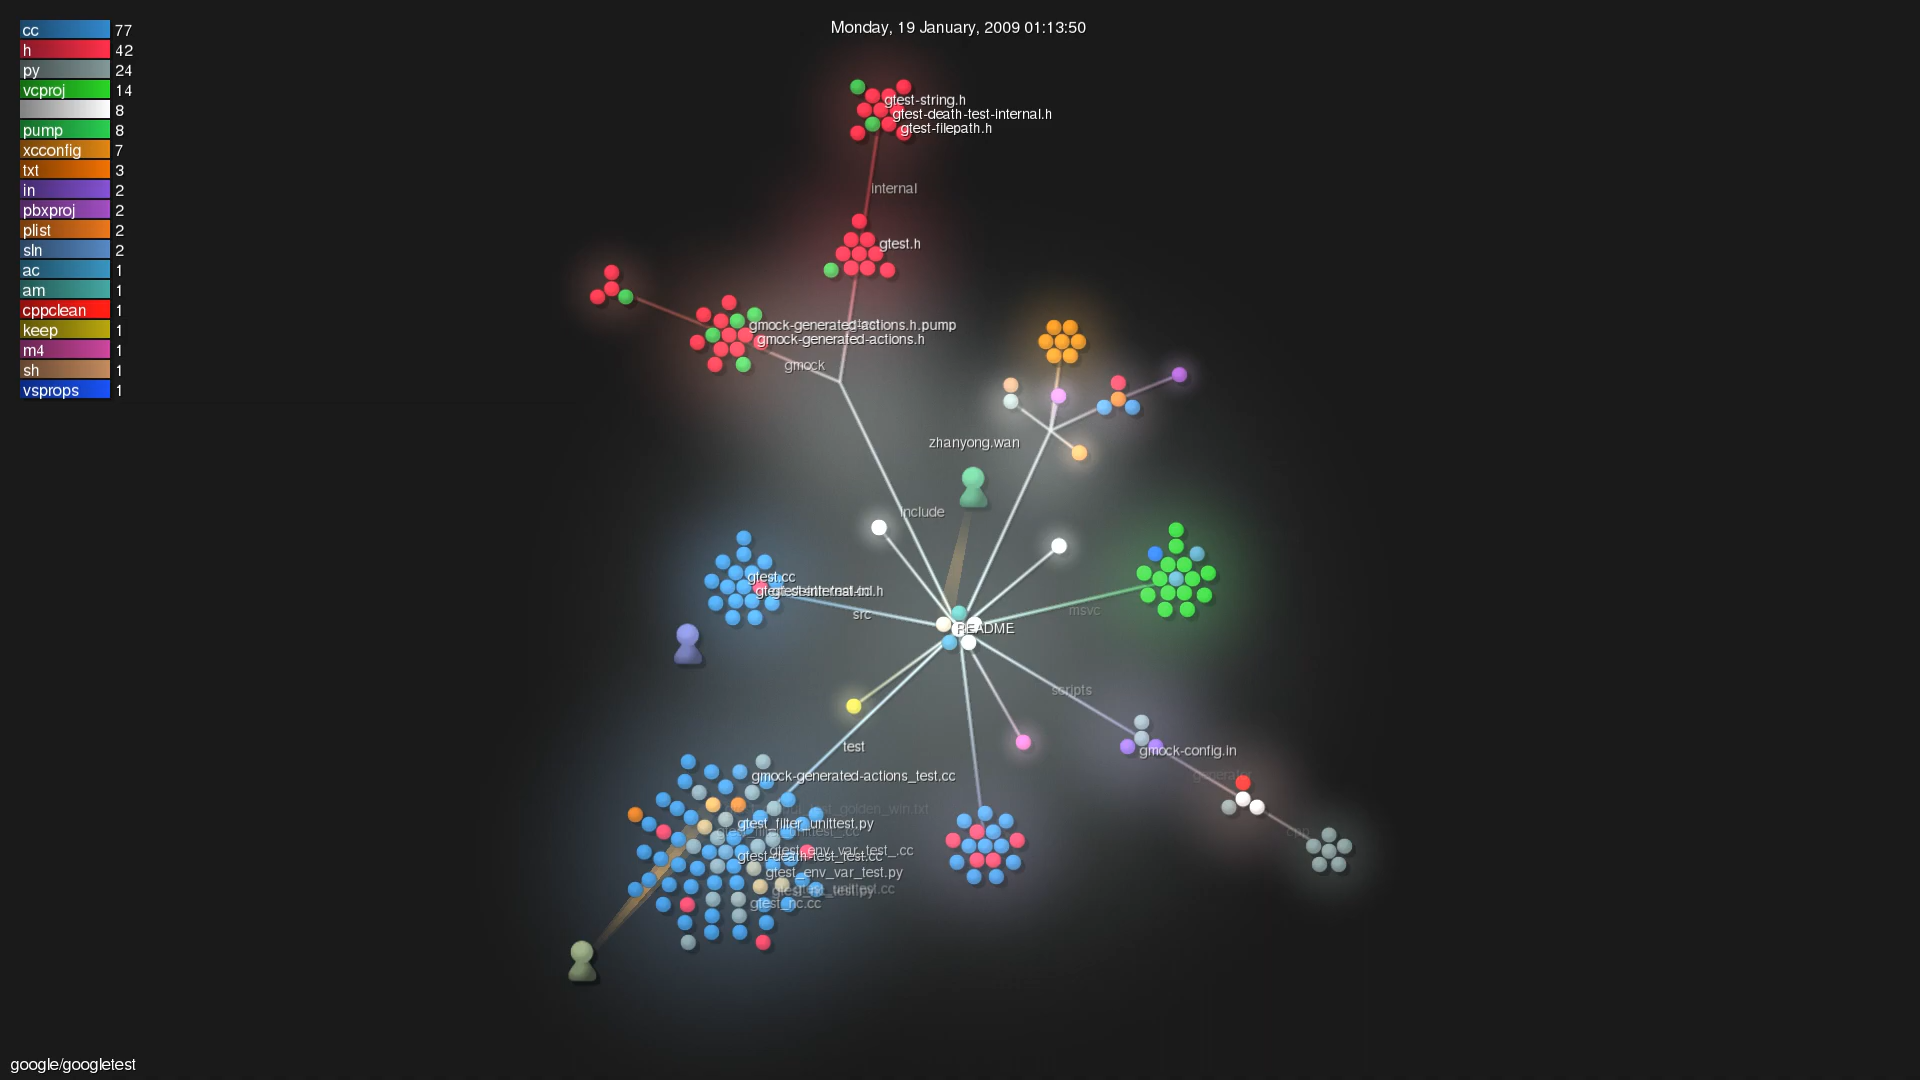 Monday, 19 January, 2009 01:13:50
cc 77
h 42
py 24
vcproj 14
8
pump 8
xcconfig 7
txt 3
in 2
pbxproj 2
plist 2
sln 2
ac 1
am 1
cppclean 1
keep 1
m4 1
sh 1
vsprops 1
gtest-string.h
gtest-death-test-internal.h
gtest-filepath.h
internal
gtest.h
gmock-generated-actions.h.pump
gmock-generated-actions.h
gmock
zhanyong.wan
include
gtest.cc
src
msvc
README
scripts
test
gmock-config.in
generator
gmock-generated-actions_test.cc
cpp
gtest_filter_unittest.py
gtest_env_var_test_.cc
gtest-death-test_test.cc
gtest_env_var_test.py
gtest_nc_test.py
gtest_nc.cc
google/googletest